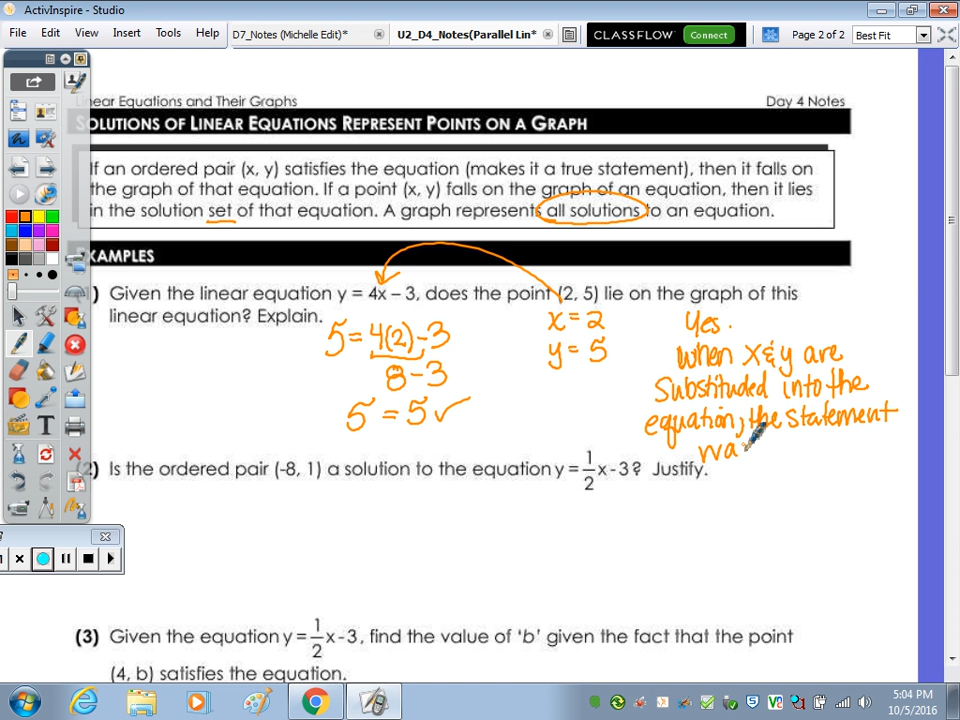 ActivInspire - Studio
File Edit View Insert Tools Help D7_Notes (Michelle Edit)* U2_D4_Notes(Parallel Lin* CLASSFLOW Connect Page 2 of 2 Best Fit
Linear Equations and Their Graphs Day 4 Notes
SOLUTIONS OF LINEAR EQUATIONS REPRESENT POINTS ON A GRAPH
If an ordered pair (x, y) satisfies the equation (makes it a true statement), then it falls on
the graph of that equation. If a point (x, y) falls on the graph of an equation, then it lies
in the solution set of that equation. A graph represents all solutions to an equation.
EXAMPLES
) Given the linear equation y = 4x – 3, does the point (2, 5) lie on the graph of this
linear equation? Explain.
5 = 4(2) - 3
8 - 3
5 = 5 ✓
x = 2
y = 5
Yes.
When x & y are
Substituded into the
equation, the statement
wa
(2) Is the ordered pair (-8, 1) a solution to the equation y = 1/2 x - 3? Justify.
(3) Given the equation y = 1/2 x - 3, find the value of ‘b’ given the fact that the point
(4, b) satisfies the equation.
5:04 PM
10/5/2016